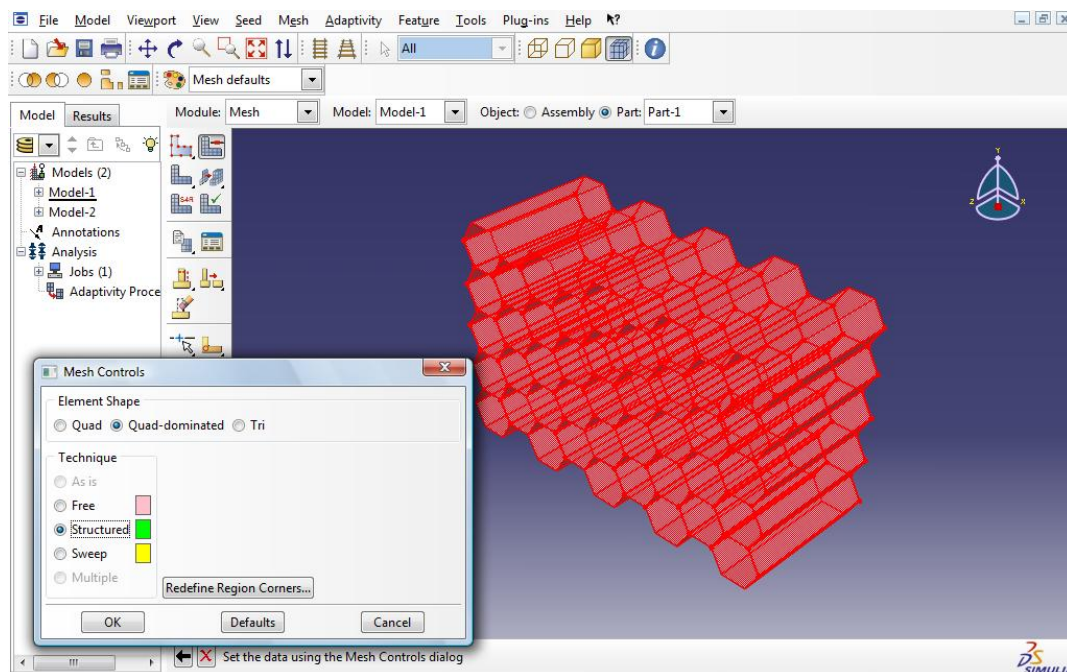 File Model Viewport View Seed Mesh Adaptivity Feature Tools Plug-ins Help
All
Mesh defaults
Model Results
Module: Mesh Model: Model-1 Object: Assembly Part: Part-1
Models (2)
Model-1
Model-2
Annotations
Analysis
Jobs (1)
Adaptivity Proce
Y
Z X
Mesh Controls
Element Shape
Quad Quad-dominated Tri
Technique
As is
Free
Structured
Sweep
Multiple
Redefine Region Corners...
OK Defaults Cancel
Set the data using the Mesh Controls dialog
SIMULI